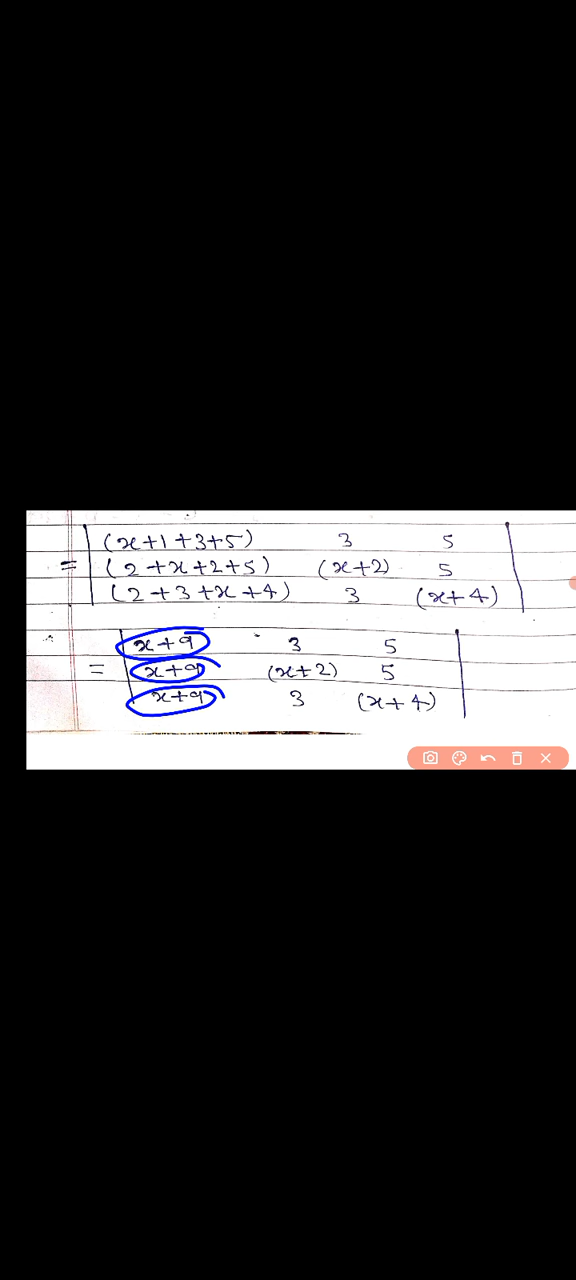 (x+1+3+5) 3 5
= (2+x+2+5) (x+2) 5
(2+3+x+4) 3 (x+4)
x+9 3 5
= x+9 (x+2) 5
x+9 3 (x+4)